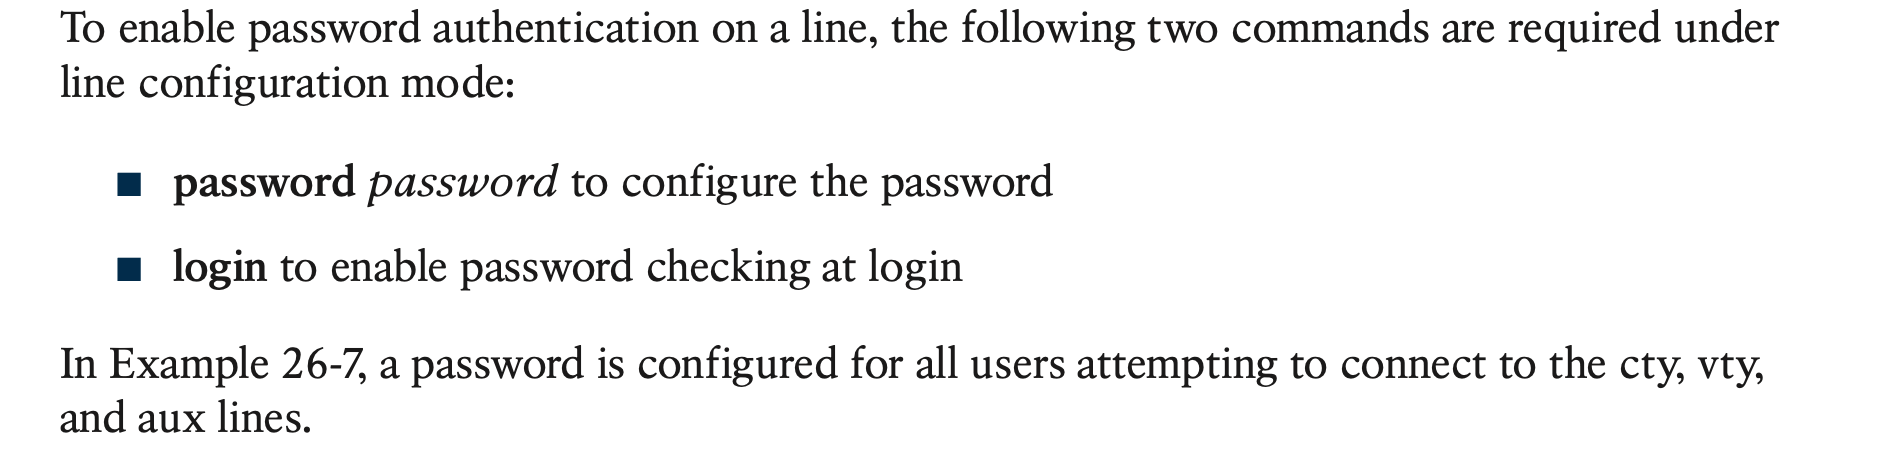 To enable password authentication on a line, the following two commands are required under
line configuration mode:
■ password password to configure the password
■ login to enable password checking at login
In Example 26-7, a password is configured for all users attempting to connect to the cty, vty,
and aux lines.